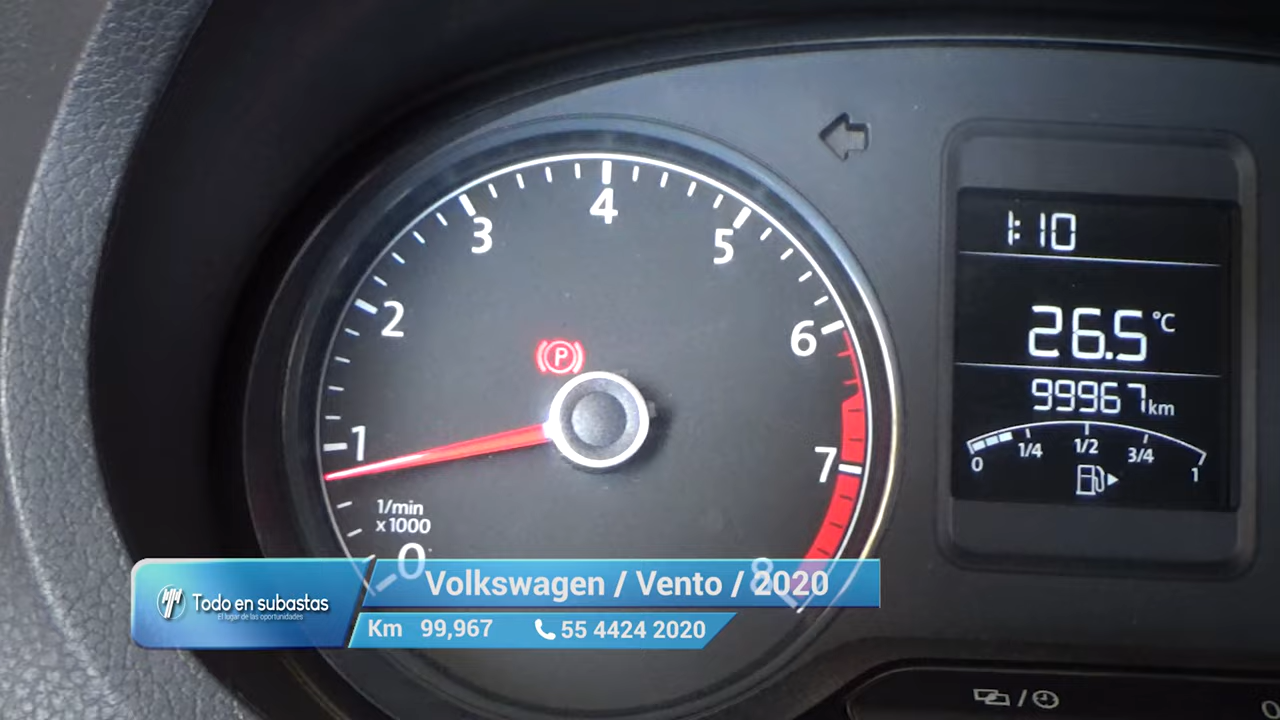 4
3
5
2
6
1
7
1/min
x1000
0
8
P
1:10
26.5 °C
99967 km
0 1/4 1/2 3/4 1
Volkswagen / Vento / 2020
Todo en subastas
El lugar de las oportunidades
Km 99,967 55 4424 2020